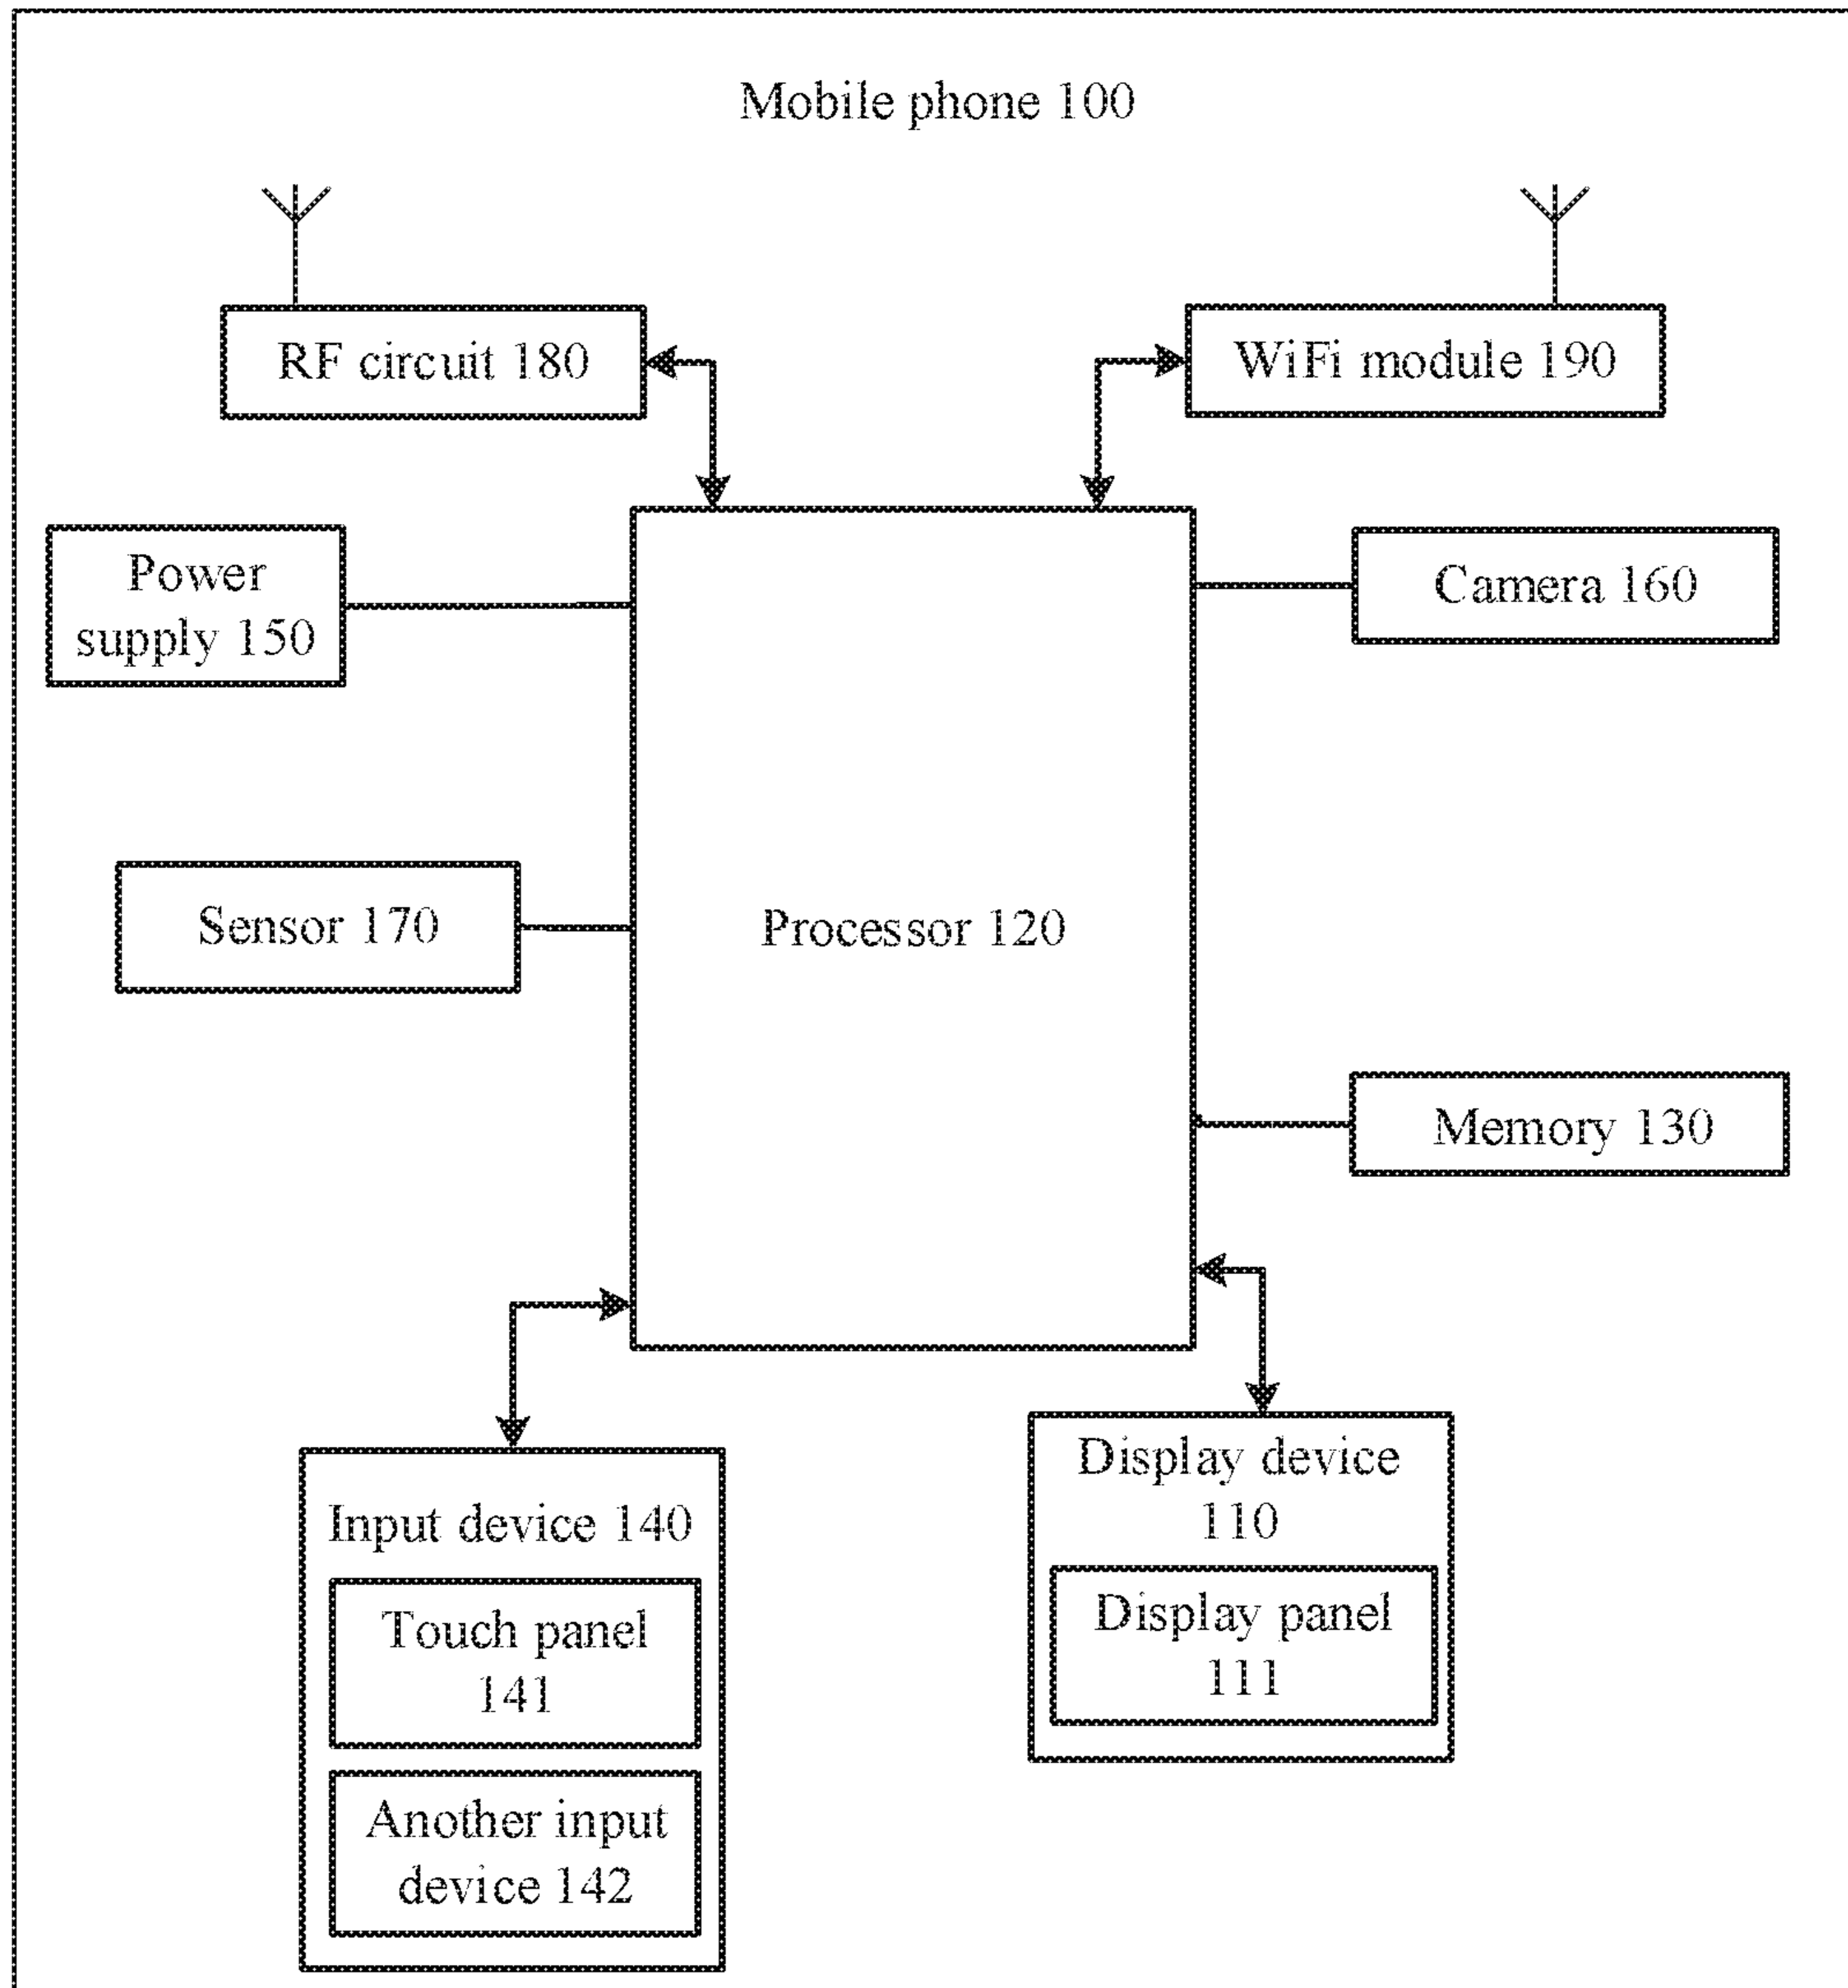 Mobile phone 100
RF circuit 180
WiFi module 190
Power
supply 150
Camera 160
Sensor 170
Processor 120
Memory 130
Input device 140
Touch panel
141
Another input
device 142
Display device
110
Display panel
111